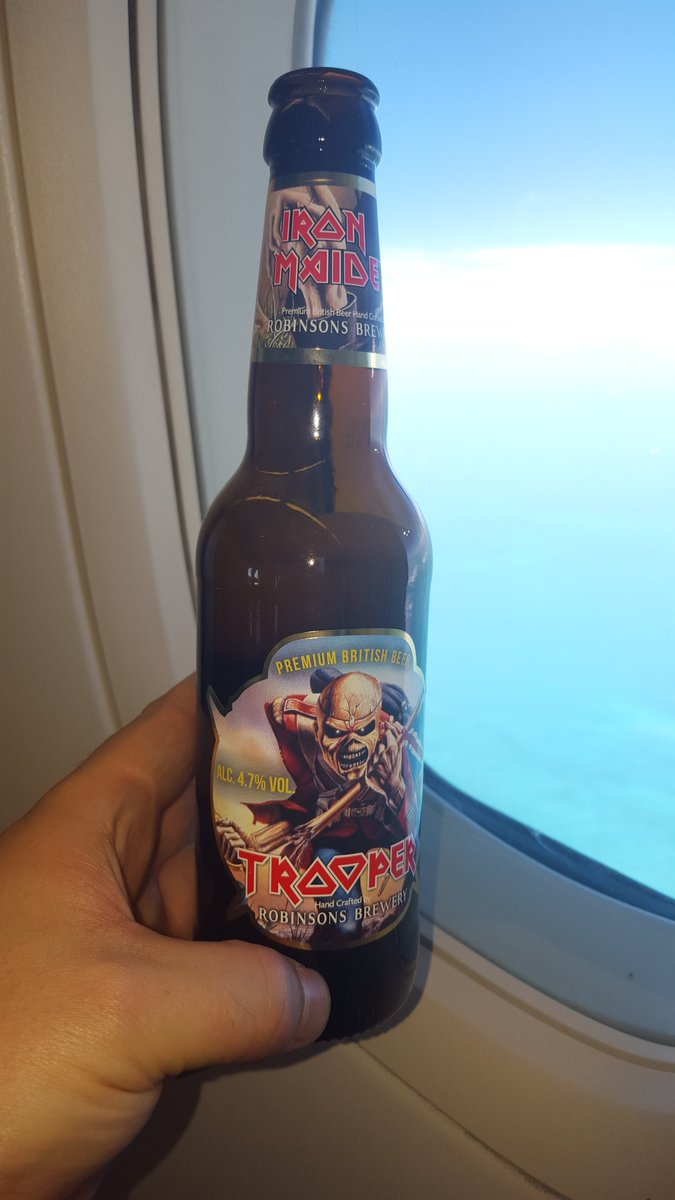 IRON
MAIDE
Premium British Beer Hand Craf
ROBINSONS BREW
PREMIUM BRITISH BEER
ALC. 4.7% VOL.
TROOPER
Hand Crafted by
ROBINSONS BREWERY